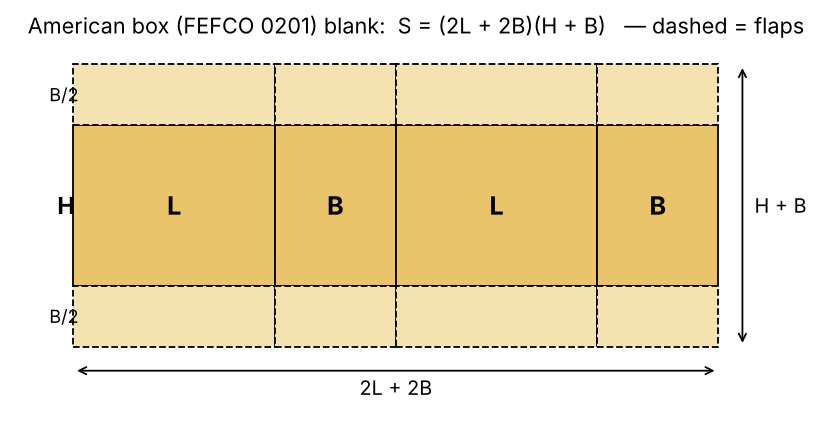 American box (FEFCO 0201) blank:  S = (2L + 2B)(H + B)   — dashed = flaps
B/2
H
L
B
L
B
H + B
B/2
2L + 2B